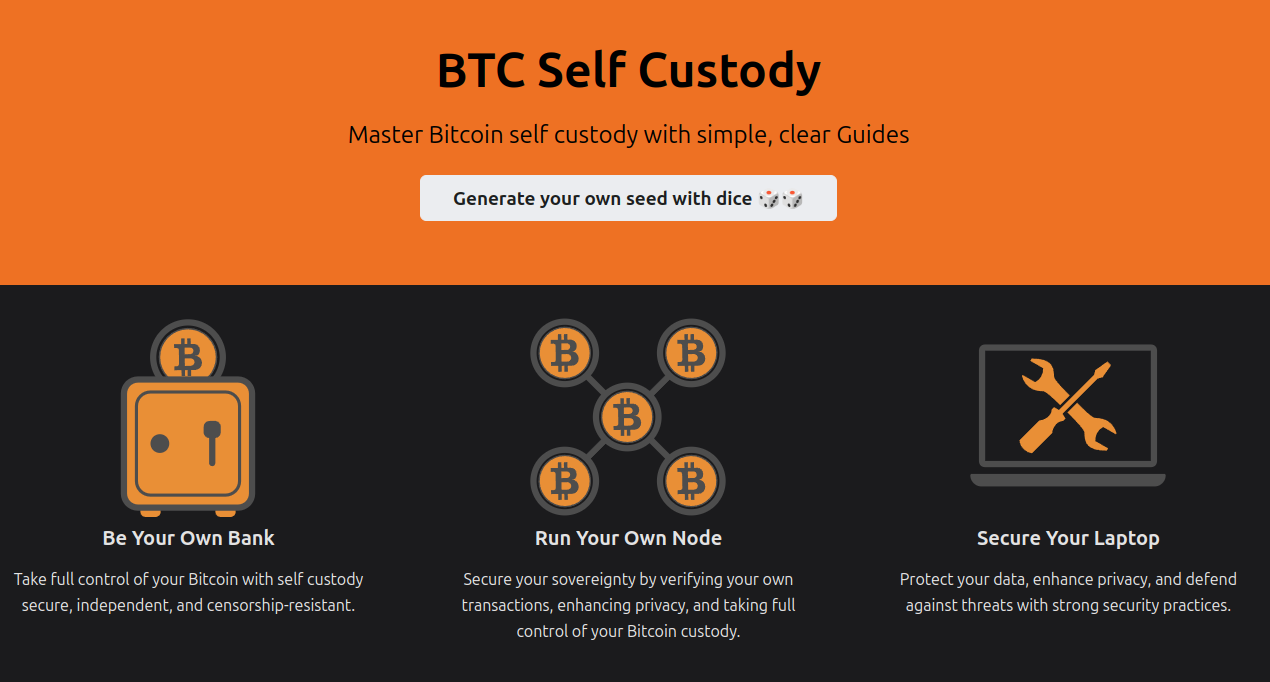 BTC Self Custody
Master Bitcoin self custody with simple, clear Guides
Generate your own seed with dice 🎲🎲
Be Your Own Bank
Take full control of your Bitcoin with self custody
secure, independent, and censorship-resistant.
Run Your Own Node
Secure your sovereignty by verifying your own
transactions, enhancing privacy, and taking full
control of your Bitcoin custody.
Secure Your Laptop
Protect your data, enhance privacy, and defend
against threats with strong security practices.